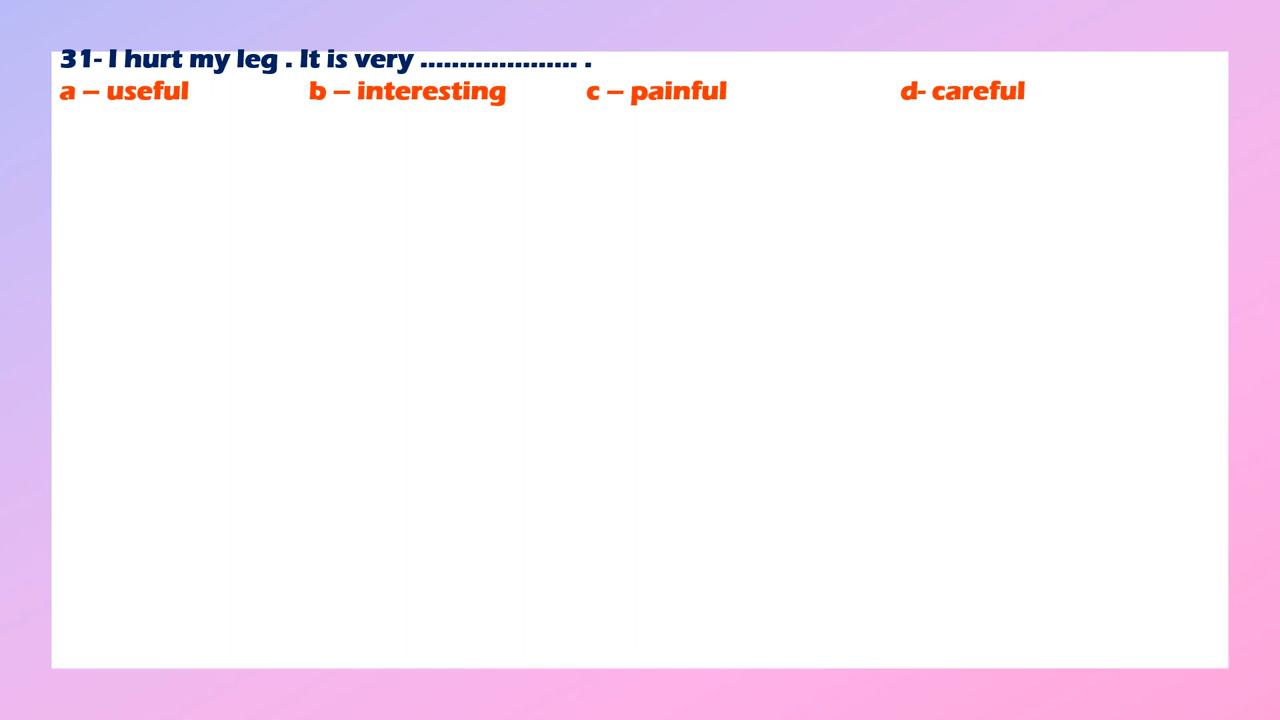 31- I hurt my leg . It is very .................... .
a – useful b – interesting c – painful d- careful